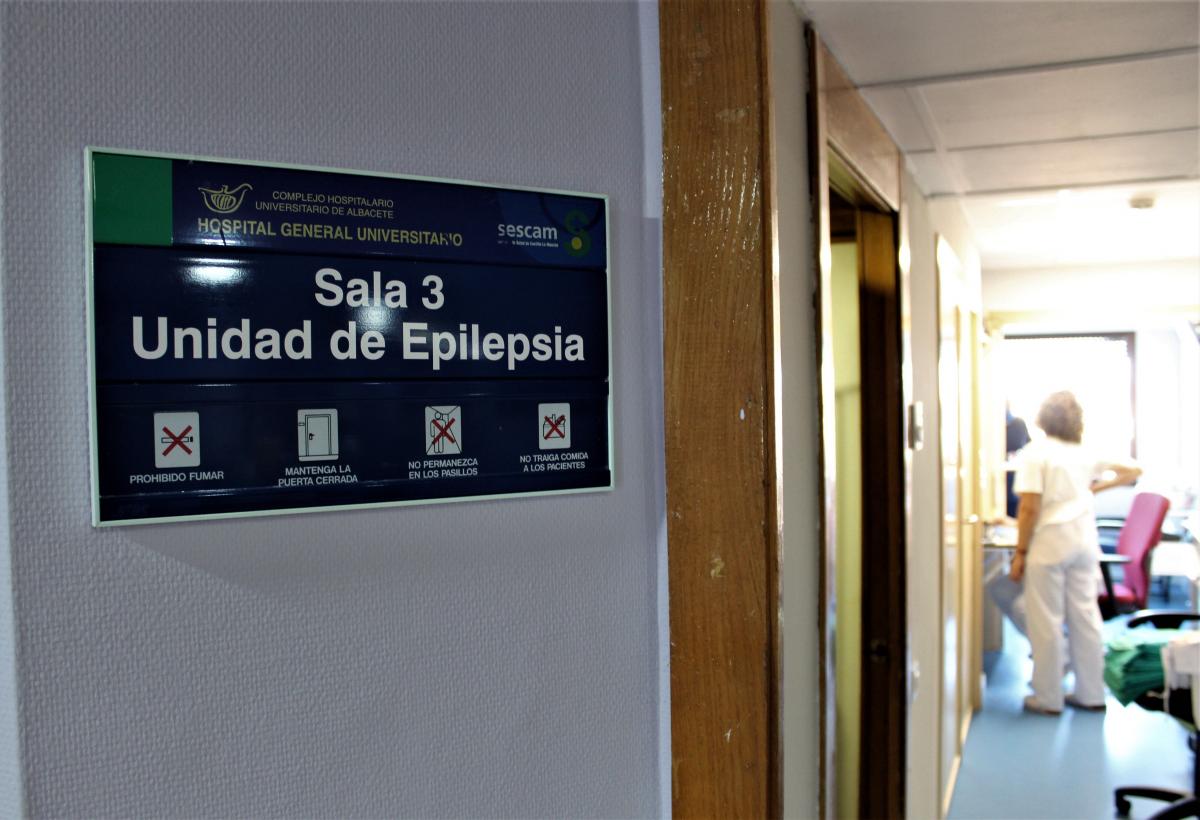 COMPLEJO HOSPITALARIO
UNIVERSITARIO DE ALBACETE
HOSPITAL GENERAL UNIVERSITARIO
sescam
Sala 3
Unidad de Epilepsia
PROHIBIDO FUMAR
MANTENGA LA
PUERTA CERRADA
NO PERMANEZCA
EN LOS PASILLOS
NO TRAIGA COMIDA
A LOS PACIENTES